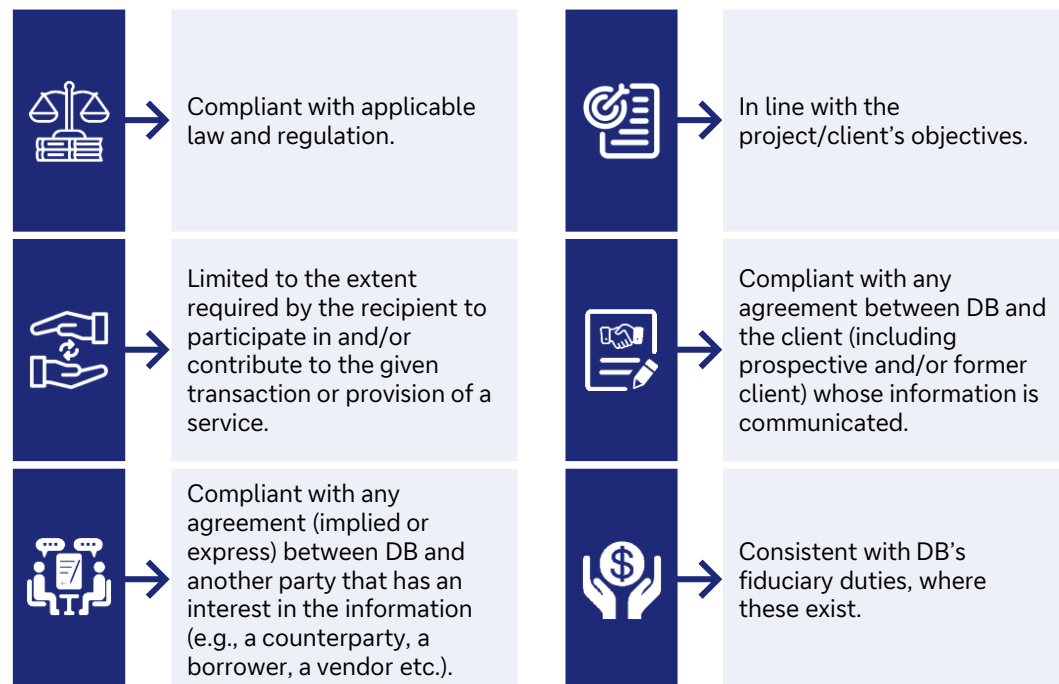 Compliant with applicable
law and regulation.
In line with the
project/client’s objectives.
Limited to the extent
required by the recipient to
participate in and/or
contribute to the given
transaction or provision of a
service.
Compliant with any
agreement between DB and
the client (including
prospective and/or former
client) whose information is
communicated.
Compliant with any
agreement (implied or
express) between DB and
another party that has an
interest in the information
(e.g., a counterparty, a
borrower, a vendor etc.).
$
Consistent with DB’s
fiduciary duties, where
these exist.